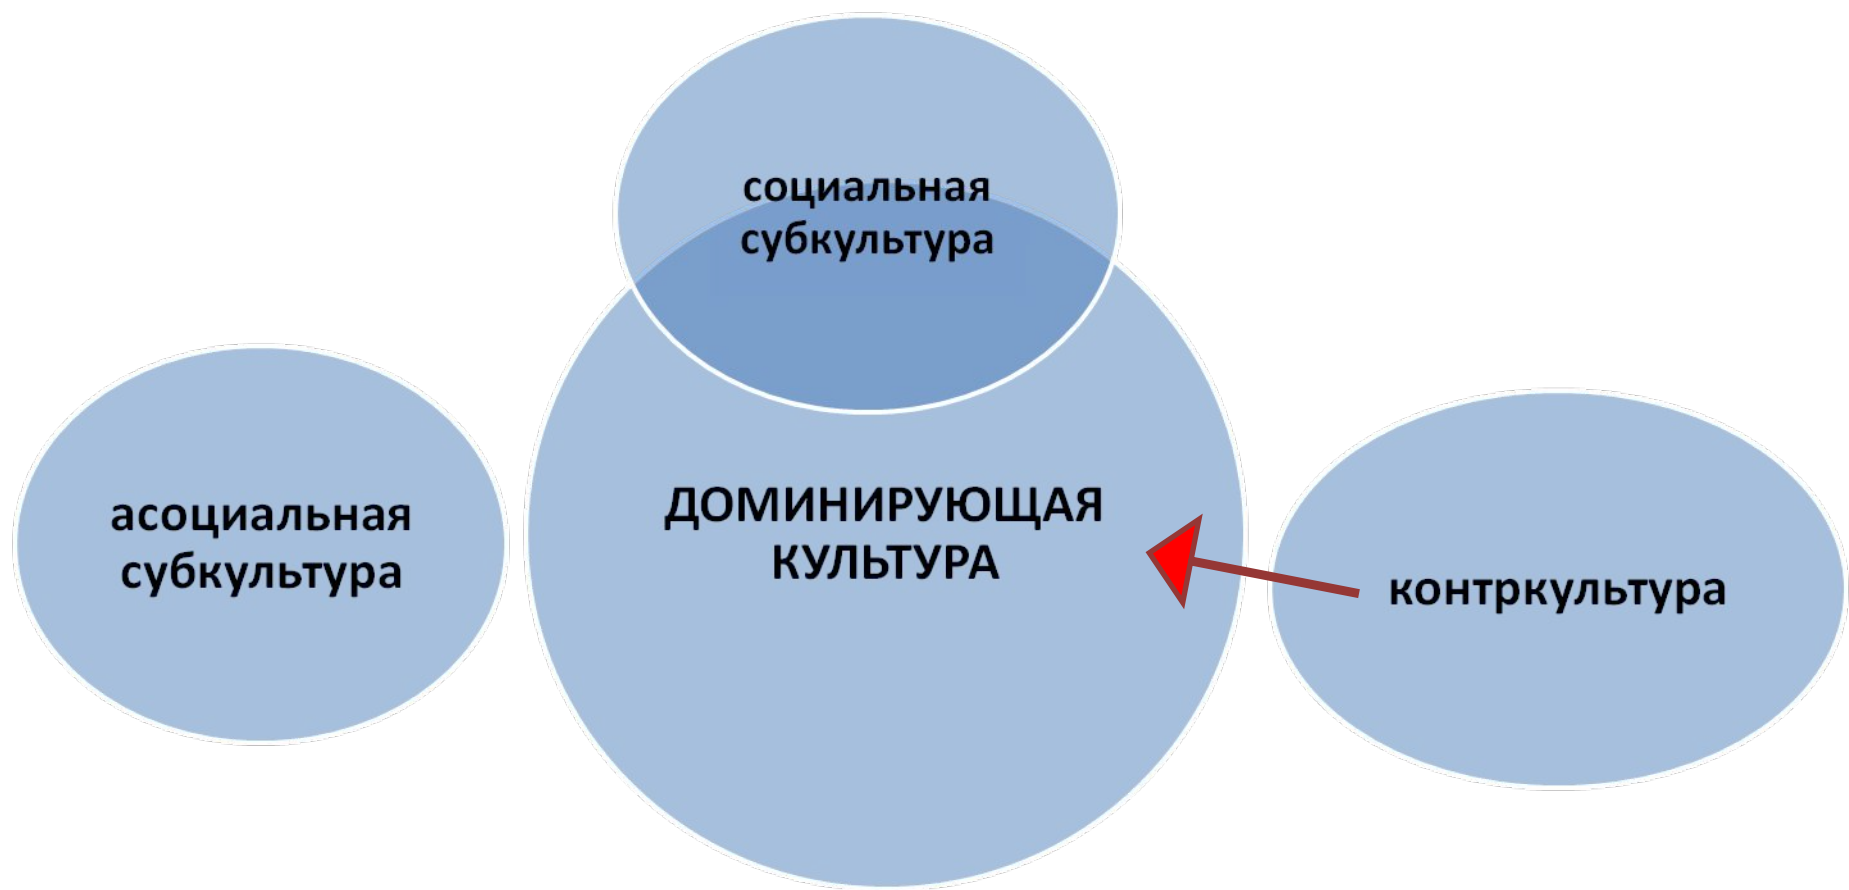 социальная
субкультура
асоциальная
субкультура
ДОМИНИРУЮЩАЯ
КУЛЬТУРА
контркультура